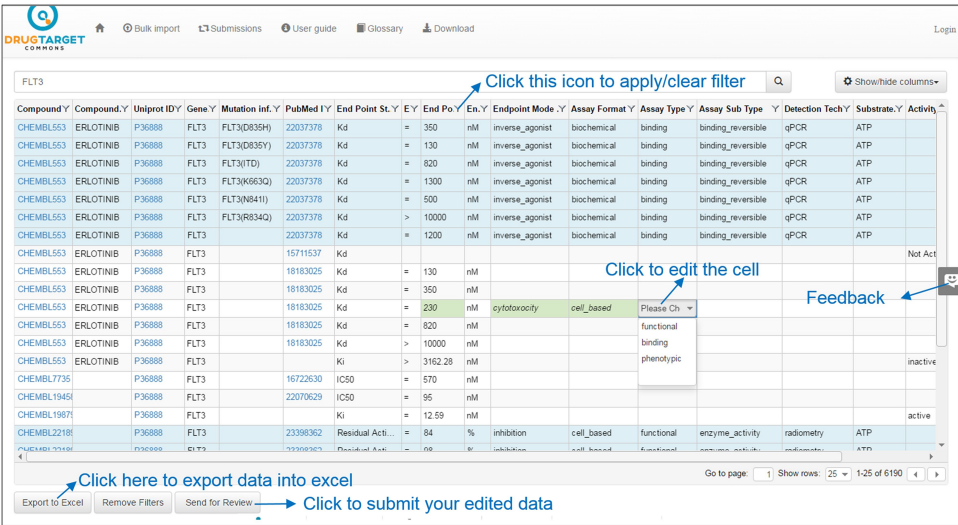 DRUGTARGET
COMMONS
Bulk import Submissions User guide Glossary Download Login
FLT3 Click this icon to apply/clear filter Show/hide columns
Compound Compound. Uniprot ID Gene Mutation inf. PubMed I End Point St. E End Po En. Endpoint Mode . Assay Format Assay Type Assay Sub Type Detection Tech Substrate. Activity
CHEMBL553 ERLOTINIB P36888 FLT3 FLT3(D835H) 22037378 Kd = 350 nM inverse_agonist biochemical binding binding_reversible qPCR ATP
CHEMBL553 ERLOTINIB P36888 FLT3 FLT3(D835Y) 22037378 Kd = 130 nM inverse_agonist biochemical binding binding_reversible qPCR ATP
CHEMBL553 ERLOTINIB P36888 FLT3 FLT3(ITD) 22037378 Kd = 820 nM inverse_agonist biochemical binding binding_reversible qPCR ATP
CHEMBL553 ERLOTINIB P36888 FLT3 FLT3(K663Q) 22037378 Kd = 1300 nM inverse_agonist biochemical binding binding_reversible qPCR ATP
CHEMBL553 ERLOTINIB P36888 FLT3 FLT3(N841I) 22037378 Kd = 500 nM inverse_agonist biochemical binding binding_reversible qPCR ATP
CHEMBL553 ERLOTINIB P36888 FLT3 FLT3(R834Q) 22037378 Kd > 10000 nM inverse_agonist biochemical binding binding_reversible qPCR ATP
CHEMBL553 ERLOTINIB P36888 FLT3 22037378 Kd = 1200 nM inverse_agonist biochemical binding binding_reversible qPCR ATP
CHEMBL553 ERLOTINIB P36888 FLT3 15711537 Kd Not Act
CHEMBL553 ERLOTINIB P36888 FLT3 18183025 Kd = 130 nM Click to edit the cell
CHEMBL553 ERLOTINIB P36888 FLT3 18183025 Kd = 350 nM Feedback
CHEMBL553 ERLOTINIB P36888 FLT3 18183025 Kd = 230 nM cytotoxocity cell_based Please Ch
CHEMBL553 ERLOTINIB P36888 FLT3 18183025 Kd = 820 nM functional
CHEMBL553 ERLOTINIB P36888 FLT3 18183025 Kd > 10000 nM binding
CHEMBL553 ERLOTINIB P36888 FLT3 Ki > 3162.28 nM phenotypic inactive
CHEMBL7735 P36888 FLT3 16722630 IC50 = 570 nM
CHEMBL1945 P36888 FLT3 22070629 IC50 = 95 nM
CHEMBL1987 P36888 FLT3 Ki = 12.59 nM active
CHEMBL2218 P36888 FLT3 23398362 Residual Acti... = 84 % inhibition cell_based functional enzyme_activity radiometry ATP
Go to page: 1 Show rows: 25 1-25 of 6190
Click here to export data into excel
Export to Excel Remove Filters Send for Review Click to submit your edited data